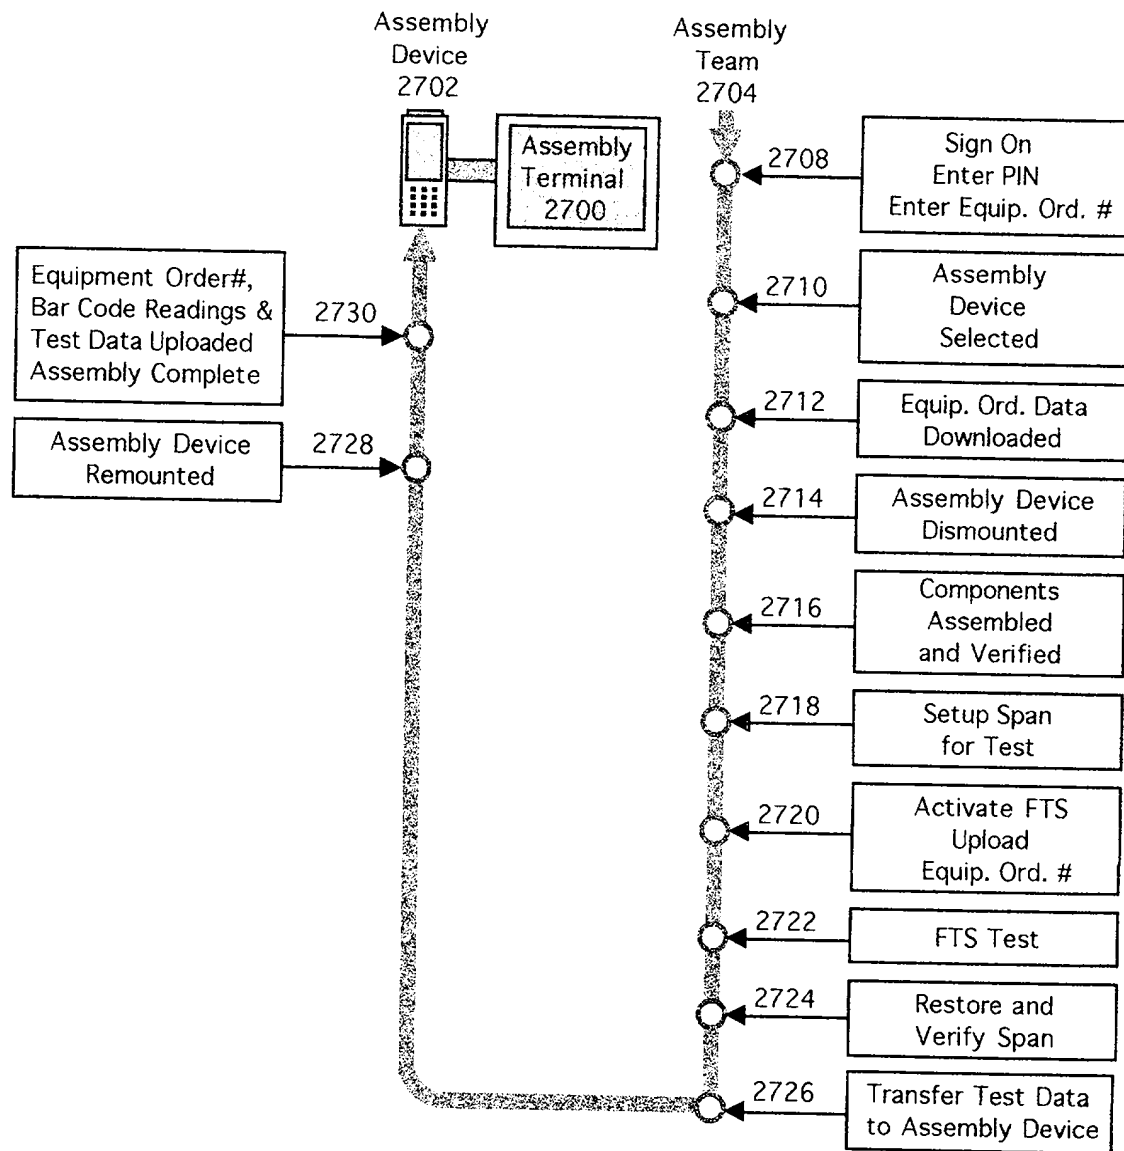 Assembly
Device
2702
Assembly
Team
2704
Assembly
Terminal
2700
2708
Sign On
Enter PIN
Enter Equip. Ord. #
2710
Assembly
Device
Selected
2712
Equip. Ord. Data
Downloaded
2714
Assembly Device
Dismounted
2716
Components
Assembled
and Verified
2718
Setup Span
for Test
2720
Activate FTS
Upload
Equip. Ord. #
2722
FTS Test
2724
Restore and
Verify Span
2726
Transfer Test Data
to Assembly Device
Assembly Device
Remounted
2728
Equipment Order#,
Bar Code Readings &
Test Data Uploaded
Assembly Complete
2730